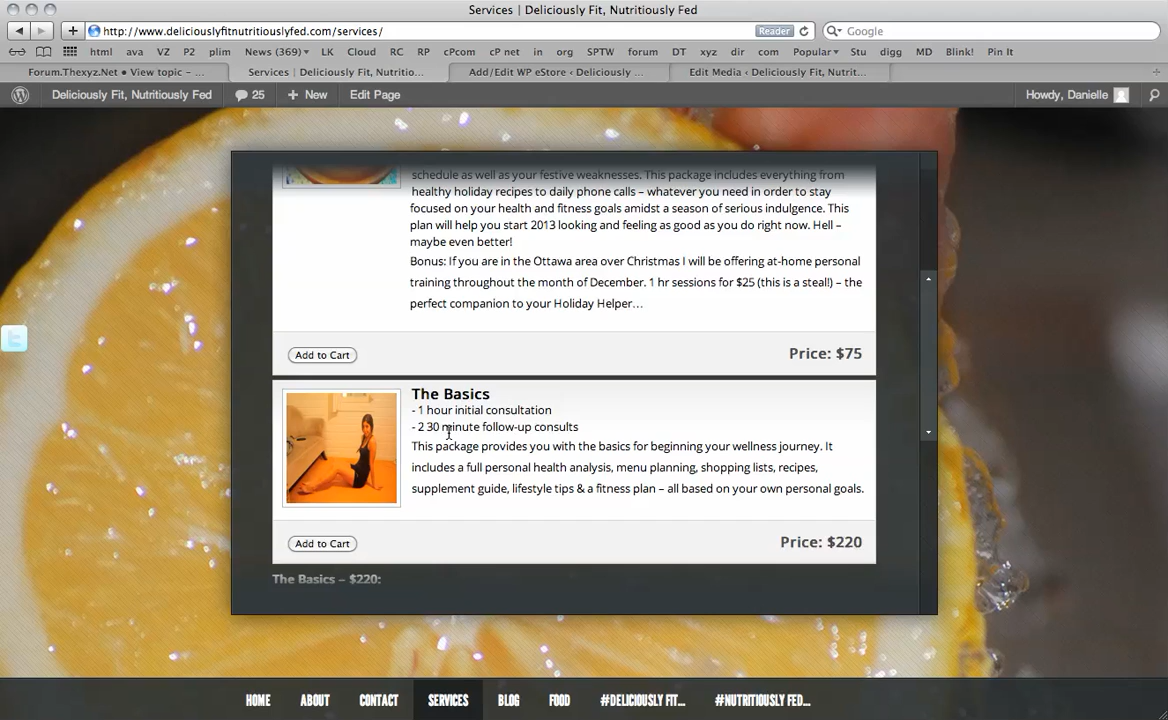 Services | Deliciously Fit, Nutritiously Fed
http://www.deliciouslyfitnutritiouslyfed.com/services/
Reader
Google
html ava VZ P2 plim News (369) LK Cloud RC RP cPcom cP net in org SPTW forum DT xyz dir com Popular Stu digg MD Blink! Pin It
Forum.Thexyz.Net • View topic – ...
Services | Deliciously Fit, Nutritio...
Add/Edit WP eStore ‹ Deliciously ...
Edit Media ‹ Deliciously Fit, Nutrit...
Deliciously Fit, Nutritiously Fed 25 + New Edit Page Howdy, Danielle
schedule as well as your festive weaknesses. This package includes everything from
healthy holiday recipes to daily phone calls – whatever you need in order to stay
focused on your health and fitness goals amidst a season of serious indulgence. This
plan will help you start 2013 looking and feeling as good as you do right now. Hell –
maybe even better!
Bonus: If you are in the Ottawa area over Christmas I will be offering at-home personal
training throughout the month of December. 1 hr sessions for $25 (this is a steal!) – the
perfect companion to your Holiday Helper…
Add to Cart
Price: $75
The Basics
- 1 hour initial consultation
- 2 30 minute follow-up consults
This package provides you with the basics for beginning your wellness journey. It
includes a full personal health analysis, menu planning, shopping lists, recipes,
supplement guide, lifestyle tips & a fitness plan – all based on your own personal goals.
Add to Cart
Price: $220
The Basics – $220:
HOME ABOUT CONTACT SERVICES BLOG FOOD #DELICIOUSLY FIT... #NUTRITIOUSLY FED...